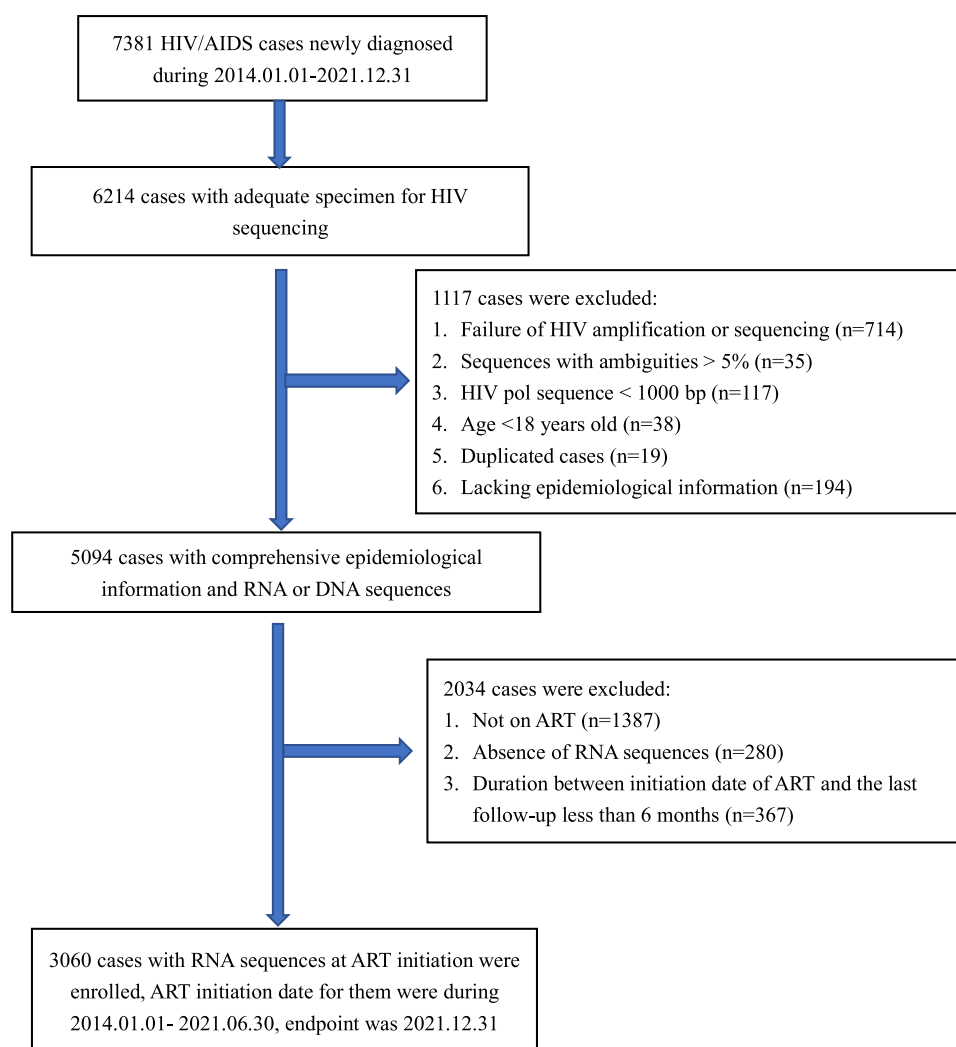 7381 HIV/AIDS cases newly diagnosed
during 2014.01.01-2021.12.31
6214 cases with adequate specimen for HIV
sequencing
1117 cases were excluded:
1. Failure of HIV amplification or sequencing (n=714)
2. Sequences with ambiguities > 5% (n=35)
3. HIV pol sequence < 1000 bp (n=117)
4. Age <18 years old (n=38)
5. Duplicated cases (n=19)
6. Lacking epidemiological information (n=194)
5094 cases with comprehensive epidemiological
information and RNA or DNA sequences
2034 cases were excluded:
1. Not on ART (n=1387)
2. Absence of RNA sequences (n=280)
3. Duration between initiation date of ART and the last
follow-up less than 6 months (n=367)
3060 cases with RNA sequences at ART initiation were
enrolled, ART initiation date for them were during
2014.01.01- 2021.06.30, endpoint was 2021.12.31